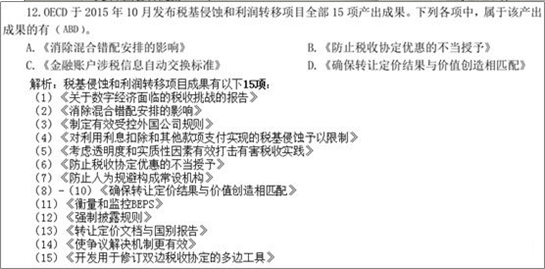 12.OECD 于 2015 年 10 月发布税基侵蚀和利润转移项目全部 15 项产出成果。下列各项中，属于该产出
成果的有（ABD）。
A.《消除混合错配安排的影响》 B.《防止税收协定优惠的不当授予》
C.《金融账户涉税信息自动交换标准》 D.《确保转让定价结果与价值创造相匹配》
解析：税基侵蚀和利润转移项目成果有以下15项：
（1）《关于数字经济面临的税收挑战的报告》
（2）《消除混合错配安排的影响》
（3）《制定有效受控外国公司规则》
（4）《对利用利息扣除和其他款项支付实现的税基侵蚀予以限制》
（5）《考虑透明度和实质性因素有效打击有害税收实践》
（6）《防止税收协定优惠的不当授予》
（7）《防止人为规避构成常设机构》
（8）-（10）《确保转让定价结果与价值创造相匹配》
（11）《衡量和监控BEPS》
（12）《强制披露规则》
（13）《转让定价文档与国别报告》
（14）《使争议解决机制更有效》
（15）《开发用于修订双边税收协定的多边工具》